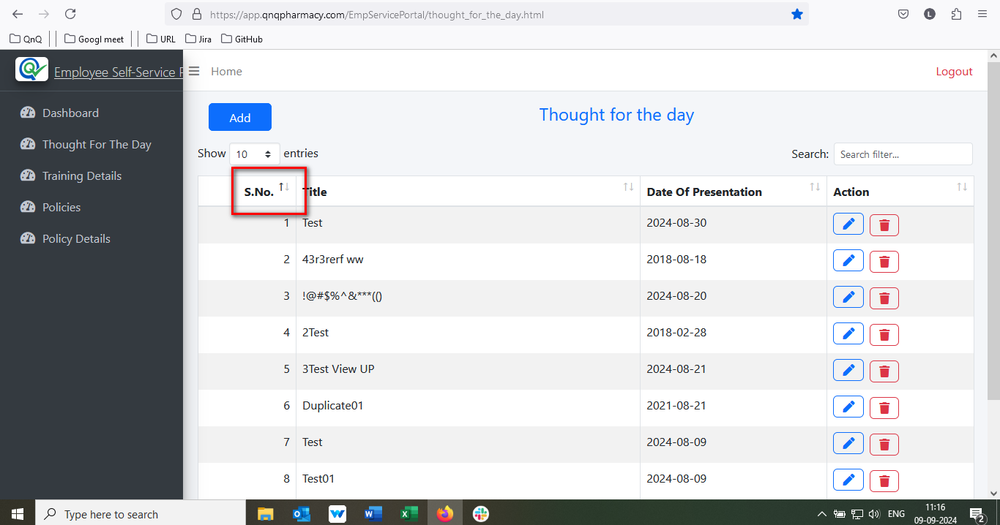 https://app.qnqpharmacy.com/EmpServicePortal/thought_for_the_day.html
L
QnQ Googl meet URL Jira GitHub
Employee Self-Service P
Home
Logout
Dashboard
Thought For The Day
Training Details
Policies
Policy Details
Add
Thought for the day
Show 10 entries
Search: Search filter...
S.No. Title Date Of Presentation Action
1 Test 2024-08-30
2 43r3rerf ww 2018-08-18
3 !@#$%^&***(() 2024-08-20
4 2Test 2018-02-28
5 3Test View UP 2024-08-21
6 Duplicate01 2021-08-21
7 Test 2024-08-09
8 Test01 2024-08-09
Type here to search
ENG
11:16
09-09-2024
2